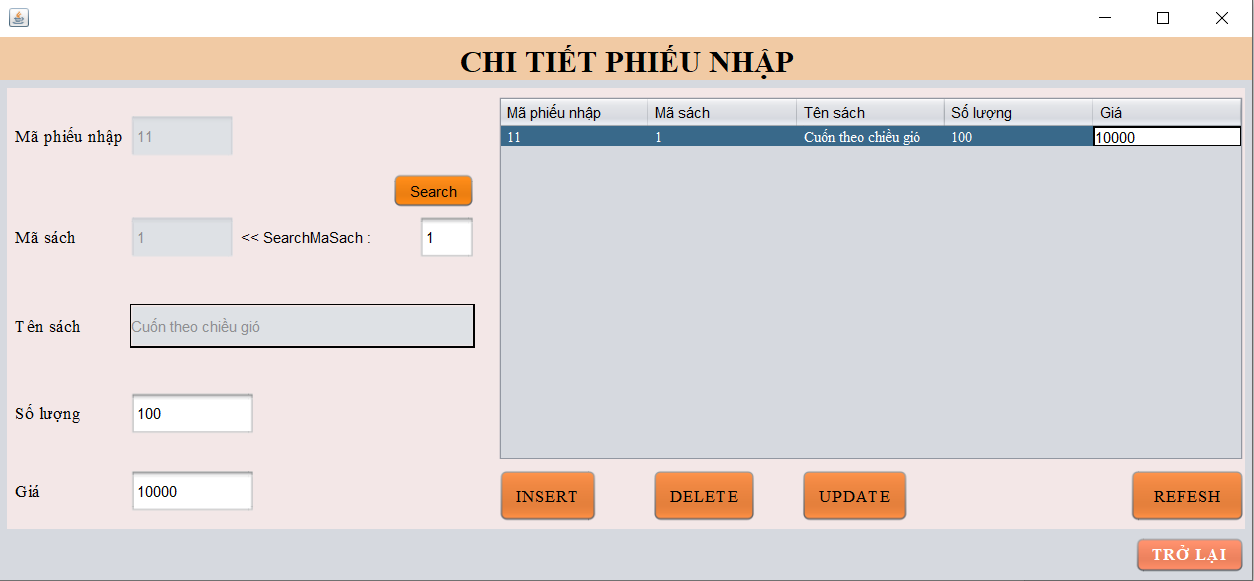 CHI TIẾT PHIẾU NHẬP
Mã phiếu nhập 11
Search
Mã sách 1 << SearchMaSach : 1
Tên sách Cuốn theo chiều gió
Số lượng 100
Giá 10000
Mã phiếu nhập Mã sách Tên sách Số lượng Giá
11 1 Cuốn theo chiều gió 100 10000
INSERT DELETE UPDATE REFESH
TRỞ LẠI